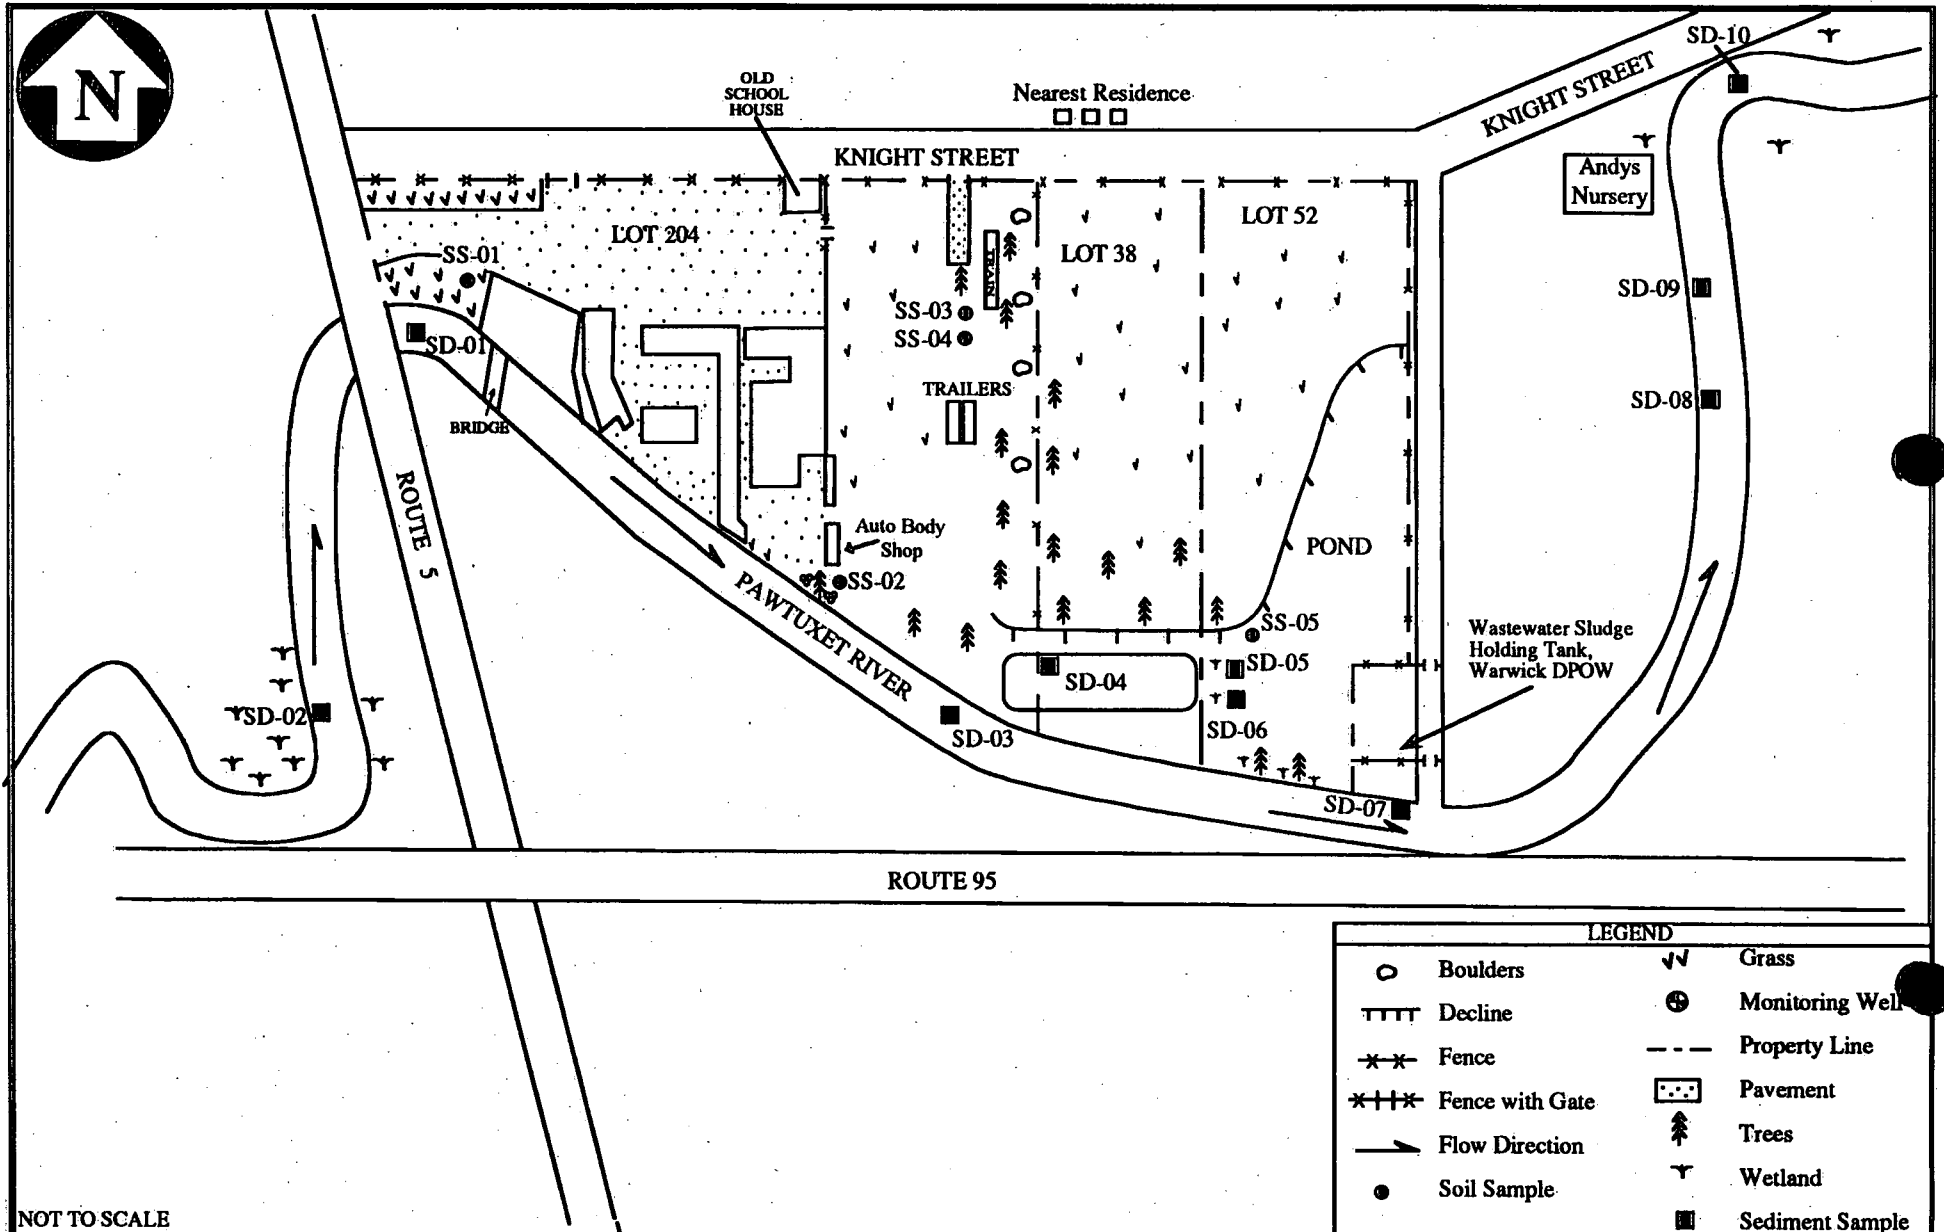 N
SD-10
OLD
SCHOOL
HOUSE
Nearest Residence
KNIGHT STREET
KNIGHT STREET
Andys
Nursery
LOT 204
LOT 52
LOT 38
SS-01
TRAIN
SD-09
SS-03
SS-04
SD-01
TRAILERS
SD-08
BRIDGE
ROUTE 5
Auto Body
Shop
POND
SS-02
PAWTUXET RIVER
SS-05
Wastewater Sludge
Holding Tank,
Warwick DPOW
SD-05
SD-04
SD-02
SD-06
SD-03
SD-07
ROUTE 95
LEGEND
Boulders
Decline
Fence
Fence with Gate
Flow Direction
Soil Sample
Grass
Monitoring Well
Property Line
Pavement
Trees
Wetland
Sediment Sample
NOT TO SCALE